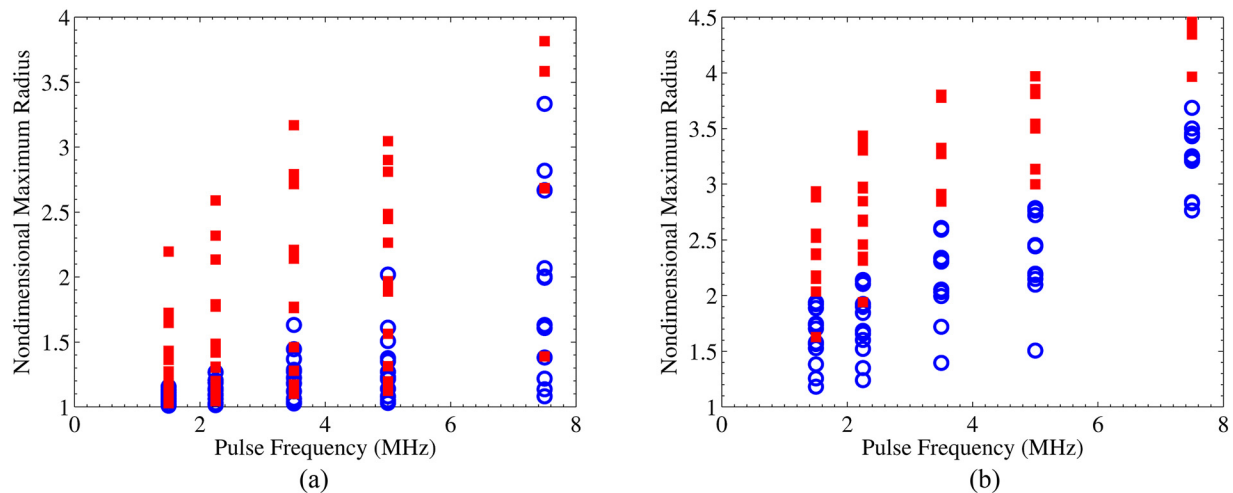 Nondimensional Maximum Radius
4
3.5
3
2.5
2
1.5
1
0 2 4 6 8
Pulse Frequency (MHz)
(a)
Nondimensional Maximum Radius
4.5
4
3.5
3
2.5
2
1.5
1
0 2 4 6 8
Pulse Frequency (MHz)
(b)